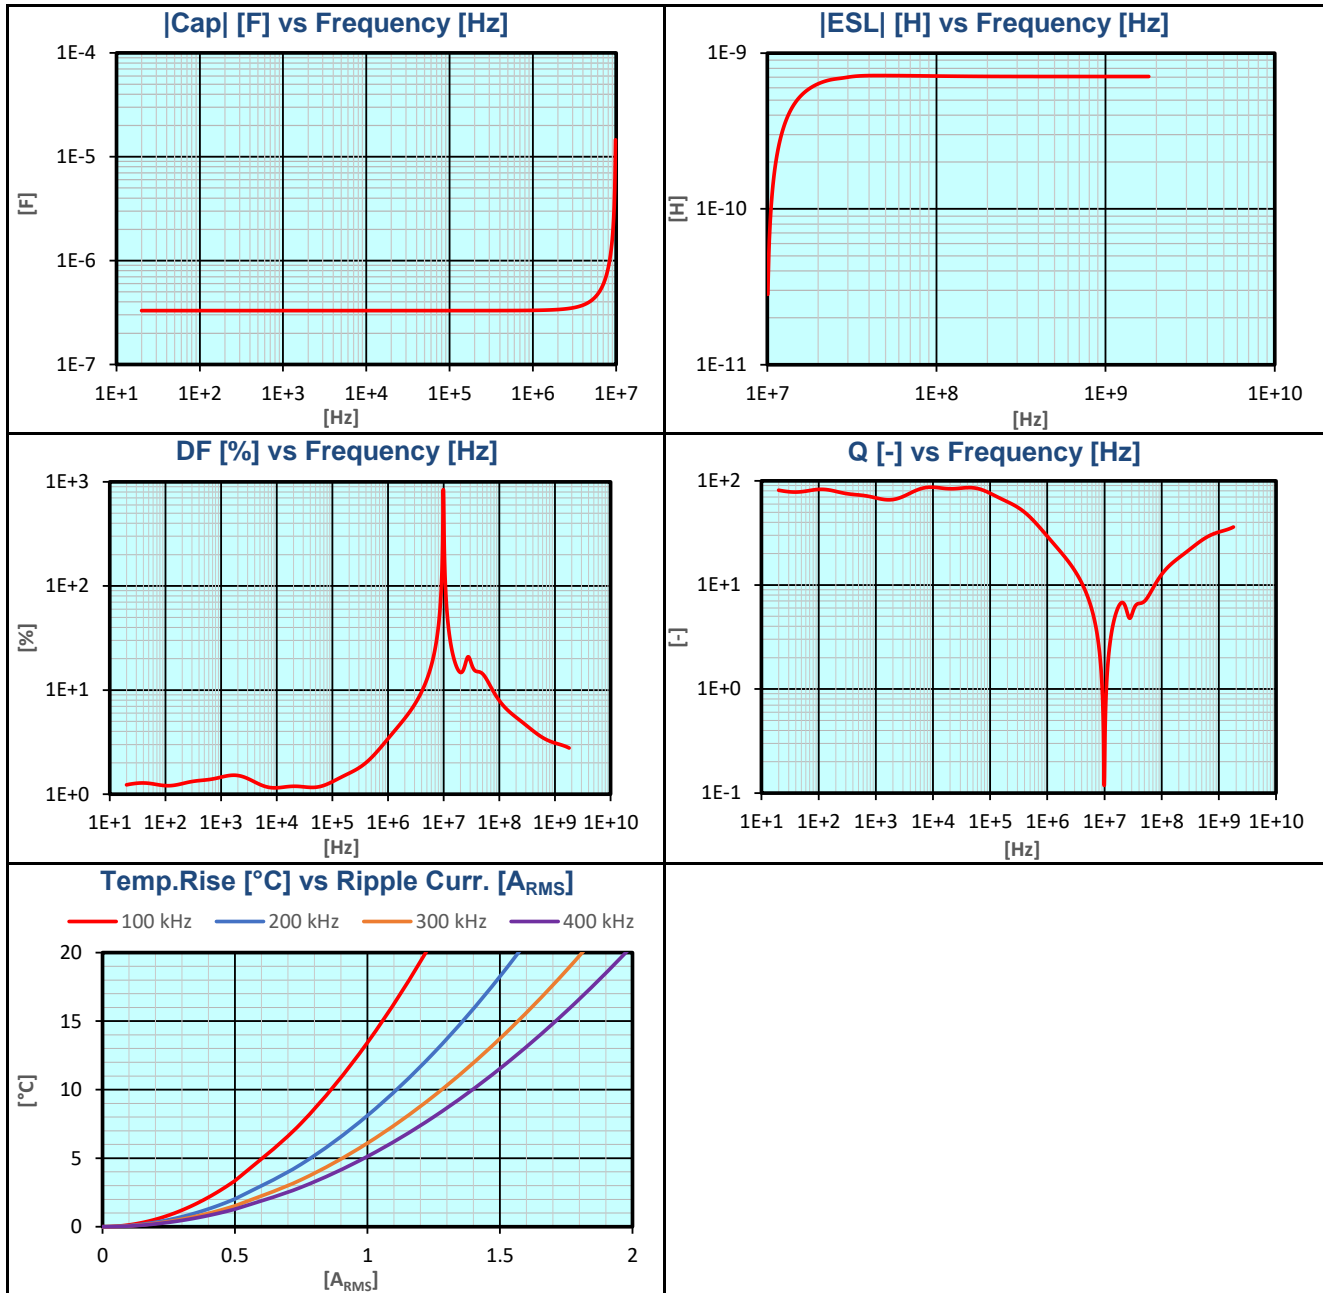 |Cap| [F] vs Frequency [Hz]
1E-4
1E-5
1E-6
1E-7
[F]
1E+1 1E+2 1E+3 1E+4 1E+5 1E+6 1E+7
[Hz]
|ESL| [H] vs Frequency [Hz]
1E-9
1E-10
1E-11
[H]
1E+7 1E+8 1E+9 1E+10
[Hz]
DF [%] vs Frequency [Hz]
1E+3
1E+2
1E+1
1E+0
[%]
1E+1 1E+2 1E+3 1E+4 1E+5 1E+6 1E+7 1E+8 1E+9 1E+10
[Hz]
Q [-] vs Frequency [Hz]
1E+2
1E+1
1E+0
1E-1
[-]
1E+1 1E+2 1E+3 1E+4 1E+5 1E+6 1E+7 1E+8 1E+9 1E+10
[Hz]
Temp.Rise [°C] vs Ripple Curr. [ARMS]
100 kHz 200 kHz 300 kHz 400 kHz
20
15
10
5
0
[°C]
0 0.5 1 1.5 2
[ARMS]